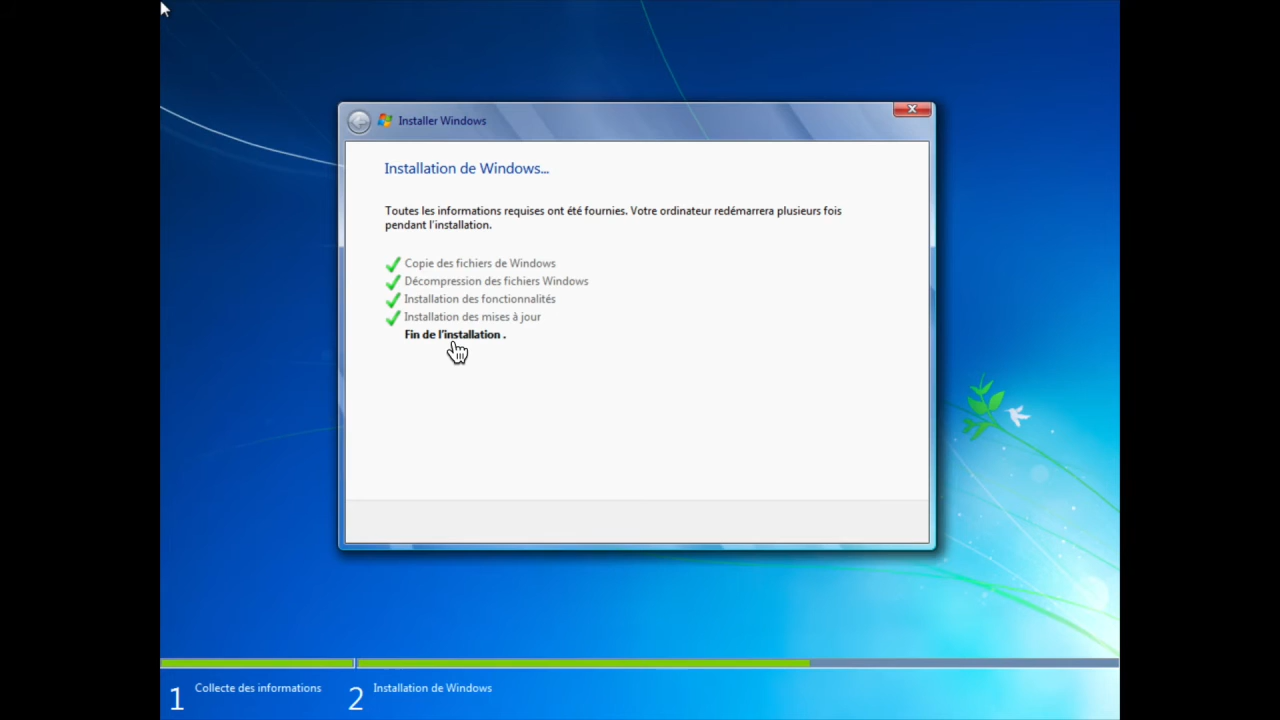 Installer Windows
Installation de Windows...
Toutes les informations requises ont été fournies. Votre ordinateur redémarrera plusieurs fois
pendant l'installation.
Copie des fichiers de Windows
Décompression des fichiers Windows
Installation des fonctionnalités
Installation des mises à jour
Fin de l'installation .
1 Collecte des informations
2 Installation de Windows